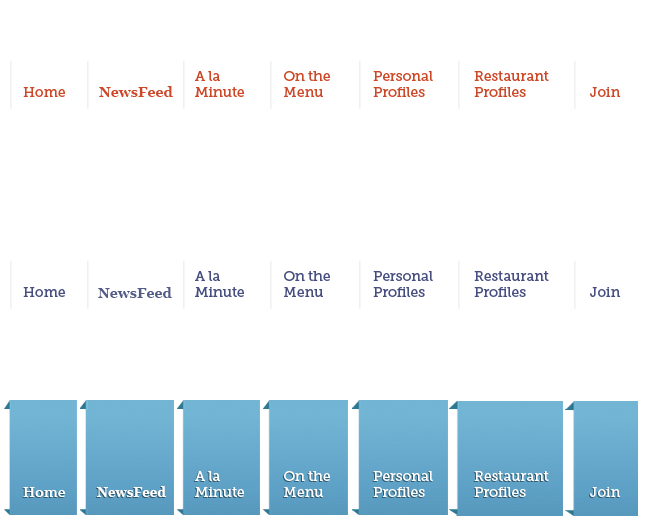 Home
NewsFeed
A la
Minute
On the
Menu
Personal
Profiles
Restaurant
Profiles
Join
Home
NewsFeed
A la
Minute
On the
Menu
Personal
Profiles
Restaurant
Profiles
Join
Home
NewsFeed
A la
Minute
On the
Menu
Personal
Profiles
Restaurant
Profiles
Join